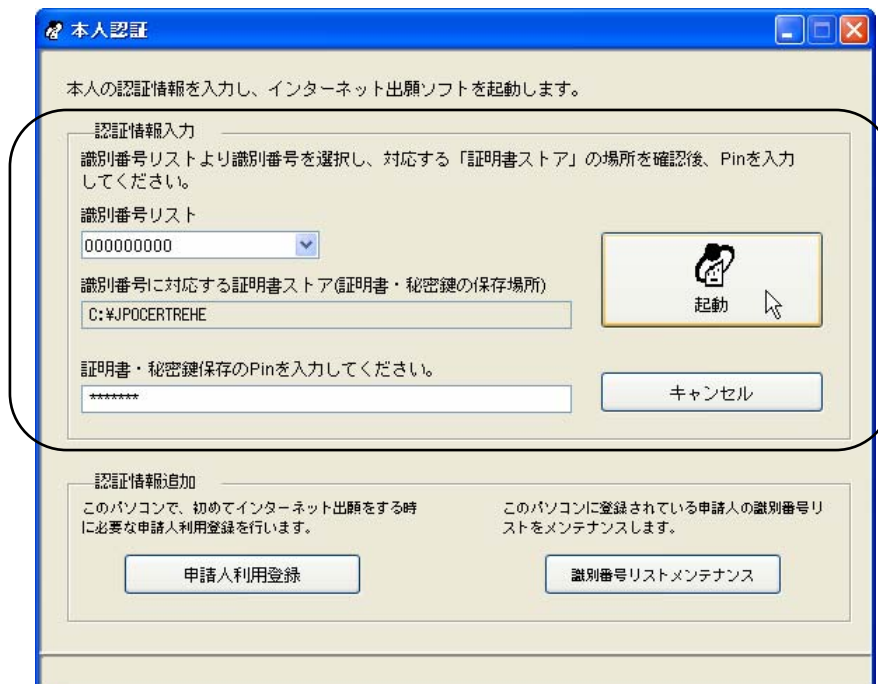 本人認証
本人の認証情報を入力し、インターネット出願ソフトを起動します。
認証情報入力
識別番号リストより識別番号を選択し、対応する「証明書ストア」の場所を確認後、Pinを入力
してください。
識別番号リスト
000000000
識別番号に対応する証明書ストア(証明書・秘密鍵の保存場所)
C:¥JPOCERTREHE
起動
証明書・秘密鍵保存のPinを入力してください。
*******
キャンセル
認証情報追加
このパソコンで、初めてインターネット出願をする時
に必要な申請人利用登録を行います。
申請人利用登録
このパソコンに登録されている申請人の識別番号リ
ストをメンテナンスします。
識別番号リストメンテナンス